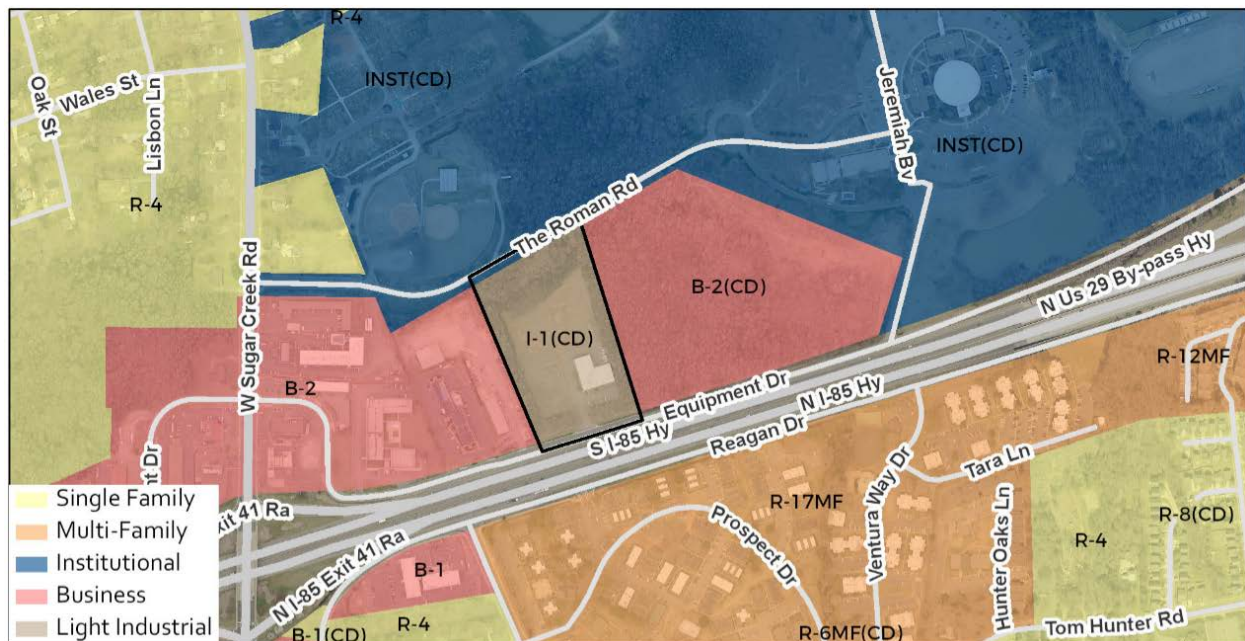 R-4
INST(CD)
Oak St
Wales St
Lisbon Ln
R-4
W Sugar Creek Rd
The Roman Rd
Jeremiah Bv
INST(CD)
B-2(CD)
I-1(CD)
B-2
N Us 29 By-pass Hy
Equipment Dr
S I-85 Hy
N I-85 Hy
Reagan Dr
R-12MF
Tara Ln
Ventura Way Dr
R-17MF
Prospect Dr
Hunter Oaks Ln
R-8(CD)
R-4
nt Dr
xit 41 Ra
N I-85 Exit 41 Ra
B-1
B-1(CD)
R-4
R-6MF(CD)
Tom Hunter Rd
Single Family
Multi-Family
Institutional
Business
Light Industrial